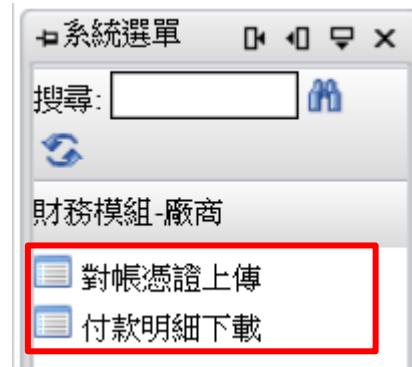 系統選單
搜尋:
財務模組-廠商
對帳憑證上傳
付款明細下載